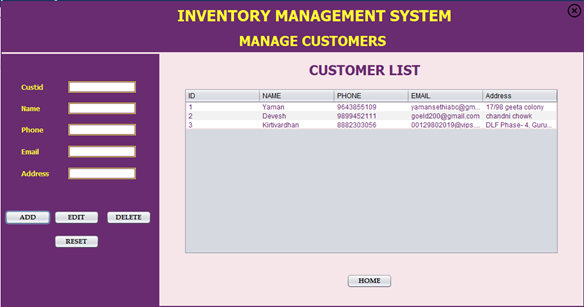 INVENTORY MANAGEMENT SYSTEM
MANAGE CUSTOMERS
CUSTOMER LIST
Custid
Name
Phone
Email
Address
ADD EDIT DELETE
RESET
ID NAME PHONE EMAIL Address
1 Yaman 9643855109 yamansethiabc@gm... 17/98 geeta colony
2 Devesh 9899452111 goeld200@gmail.com chandni chowk
3 Kirtivardhan 8882303056 00129802019@vips... DLF Phase- 4, Guru...
HOME